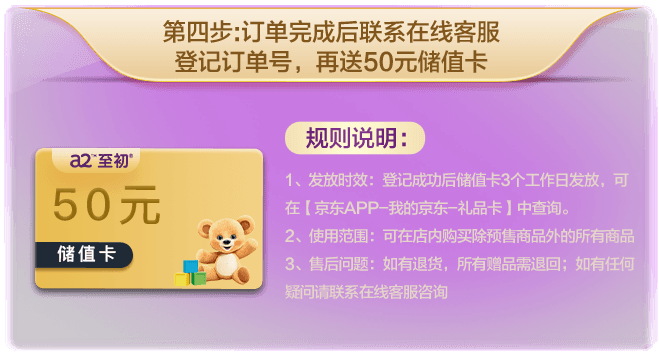 第四步:订单完成后联系在线客服
登记订单号，再送50元储值卡
规则说明：
a2™至初®
50元
储值卡
1、发放时效：登记成功后储值卡3个工作日发放，可
在【京东APP-我的京东-礼品卡】中查询。
2、使用范围：可在店内购买除预售商品外的所有商品
3、售后问题：如有退货，所有赠品需退回；如有任何
疑问请联系在线客服咨询